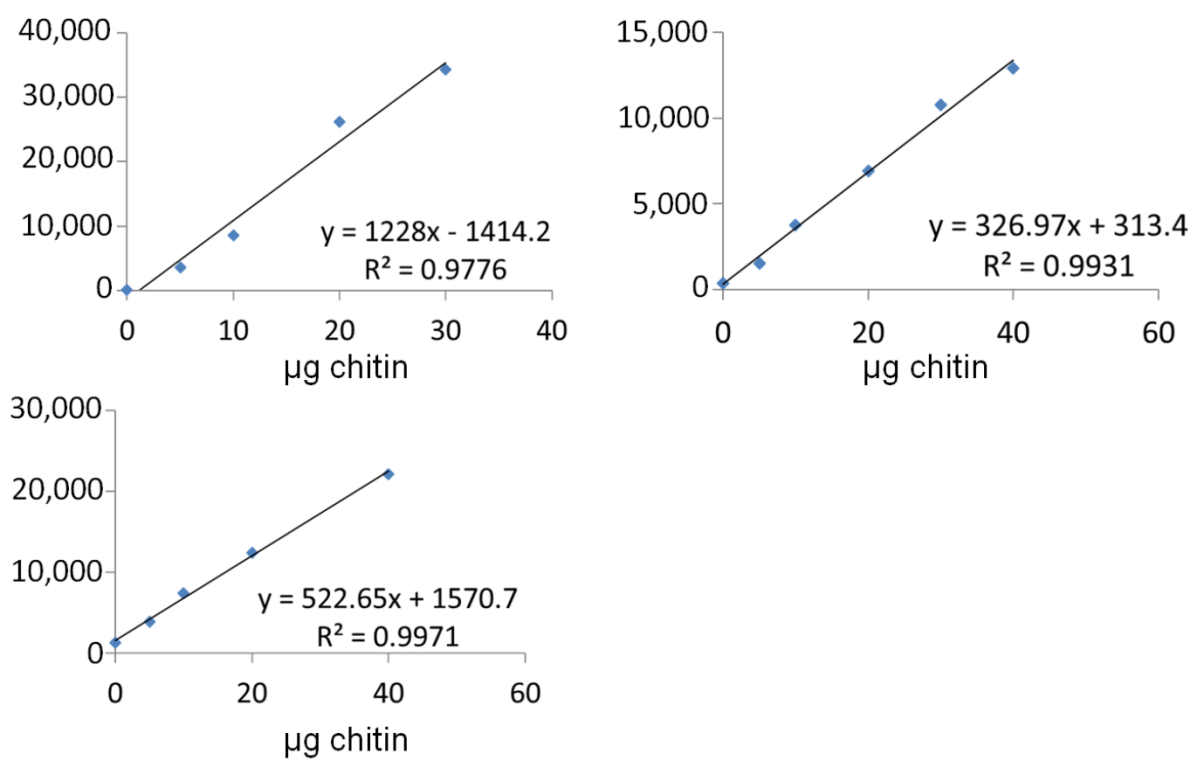 40,000
30,000
20,000
10,000
0
y = 1228x - 1414.2
R² = 0.9776
0 10 20 30 40
µg chitin
15,000
10,000
5,000
0
y = 326.97x + 313.4
R² = 0.9931
0 20 40 60
µg chitin
30,000
20,000
10,000
0
y = 522.65x + 1570.7
R² = 0.9971
0 20 40 60
µg chitin